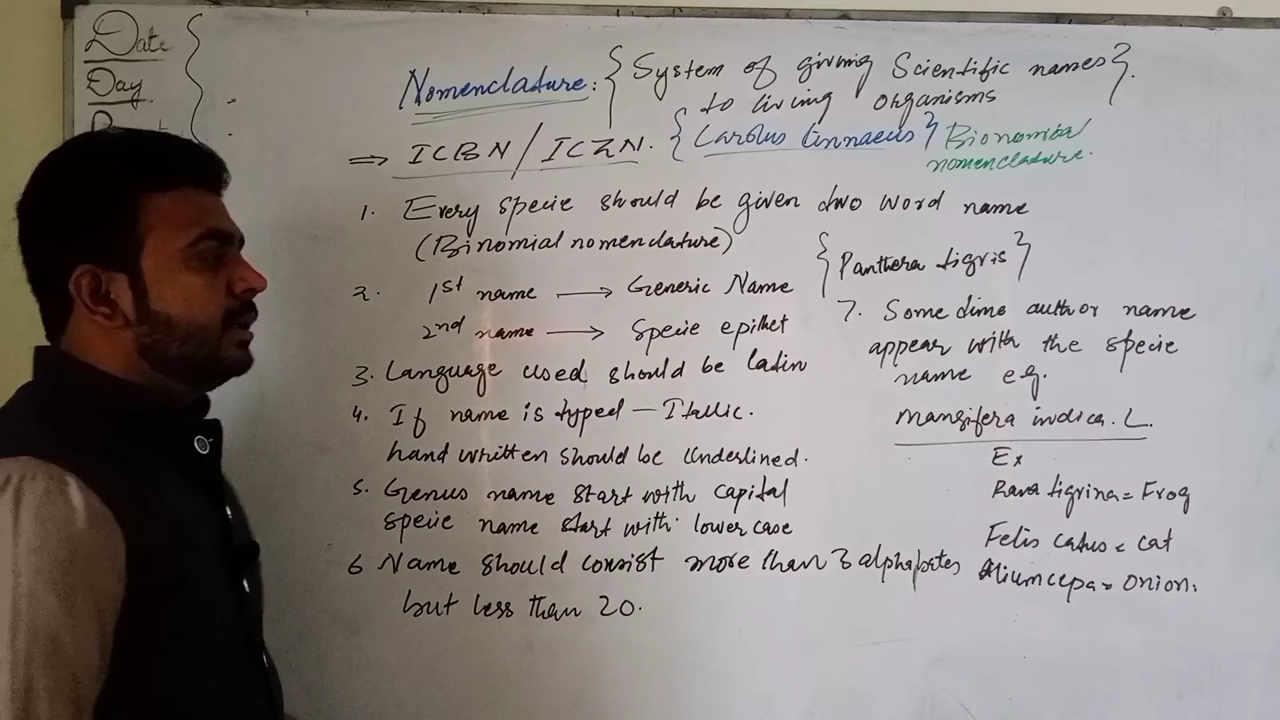 Date
Day
Nomenclature: {System of giving Scientific names}.
to living organisms
⇒ ICBN / ICZN. {Carolus Linnaeus} Bionomial
nomenclature.
1. Every specie should be given two word name
(Binomial nomenclature)
{Panthera tigris}
2. 1st name → Generic Name
2nd name → Specie epithet
3. Language used should be latin
4. If name is typed — Itallic.
hand written should be Underlined.
5. Genus name start with capital
specie name start with lower case
6 Name should consist more than 3 alphabetes
but less than 20.
7. Some time author name
appear with the specie
name eg.
Mangifera indica. L.
Ex
Rana tigrina = Frog
Felis catus = cat
Alium cepa = onion.